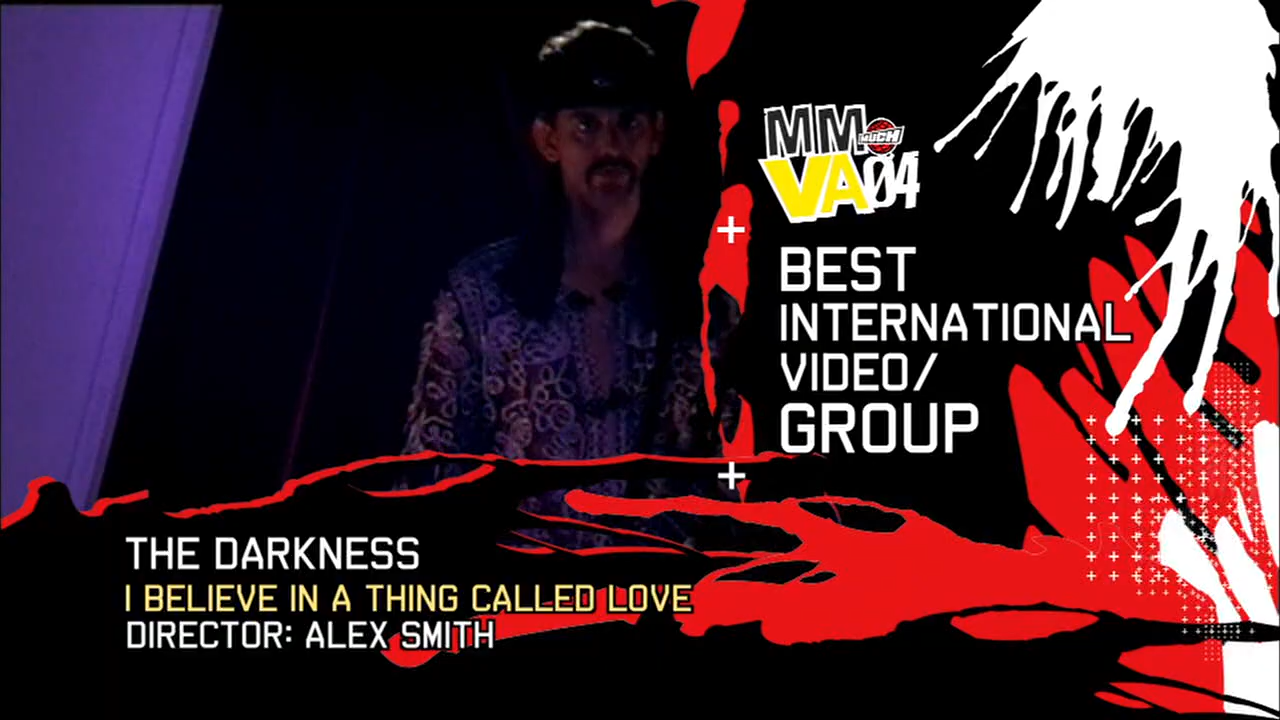 MM
MUCH
VA04
BEST
INTERNATIONAL
VIDEO/
GROUP
THE DARKNESS
I BELIEVE IN A THING CALLED LOVE
DIRECTOR: ALEX SMITH